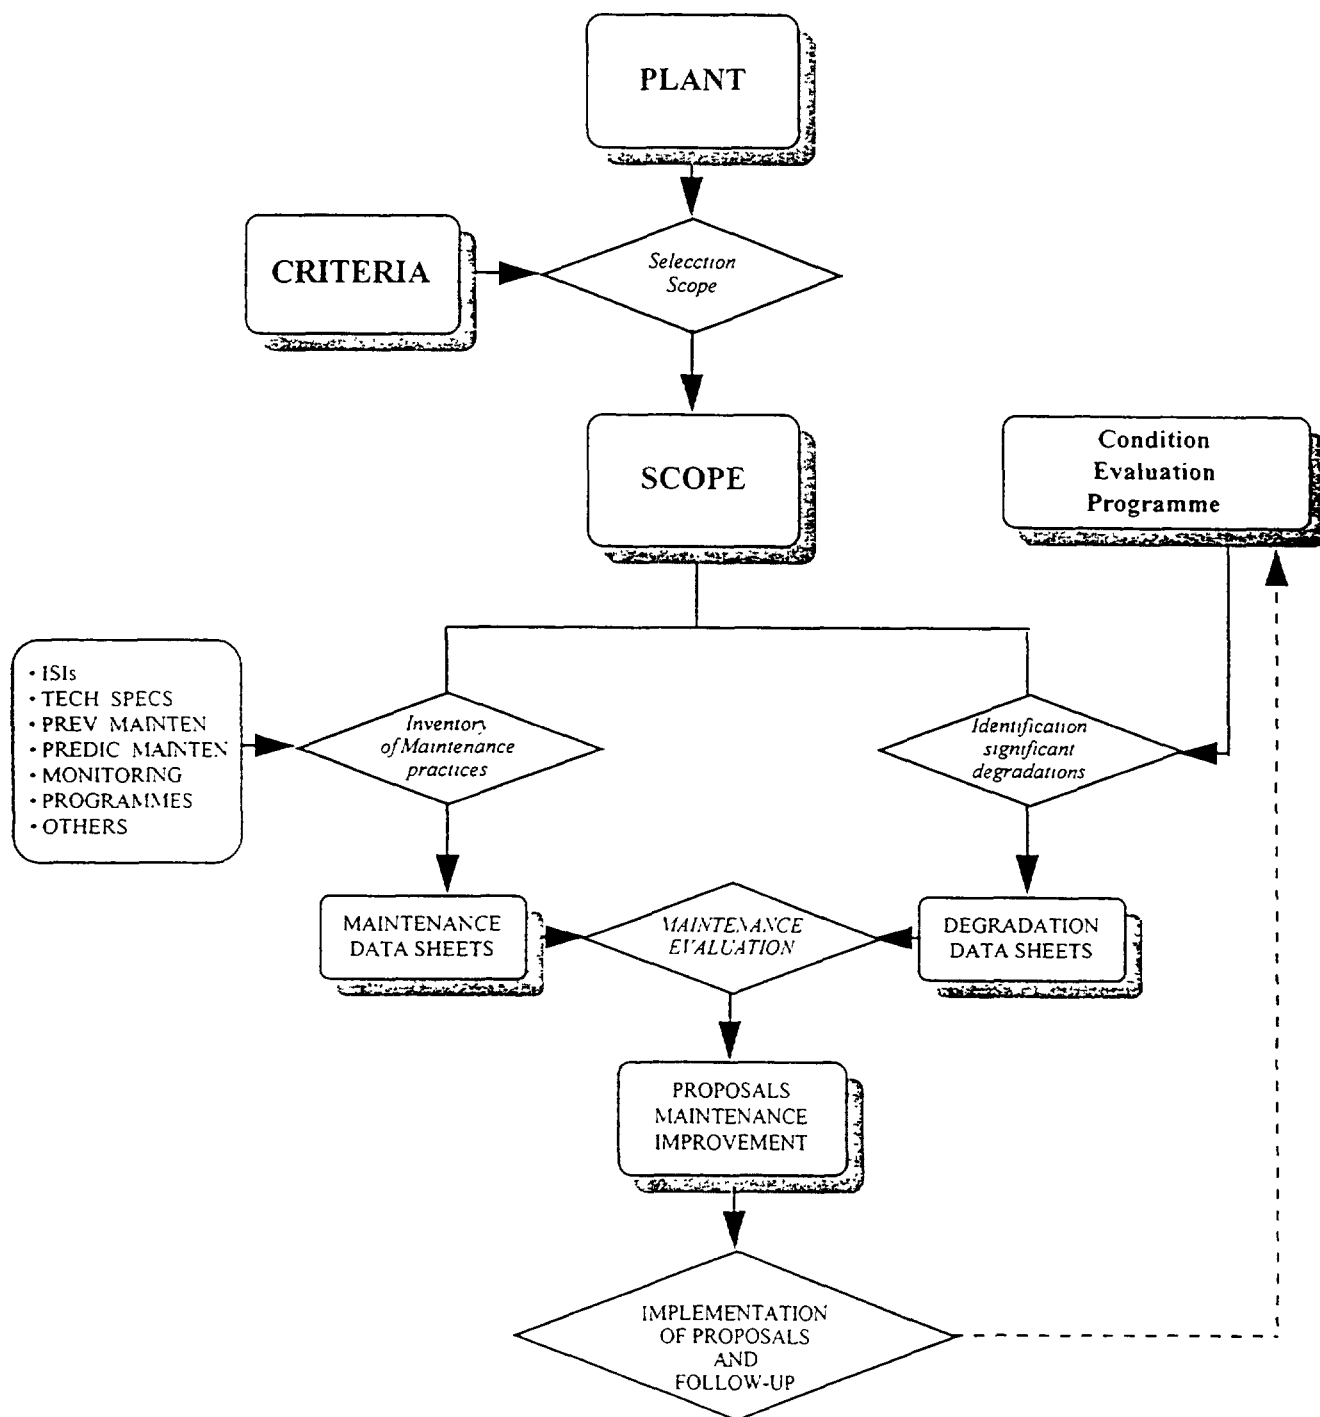 PLANT
CRITERIA
Selecction
Scope
SCOPE
Condition
Evaluation
Programme
• ISIs
• TECH SPECS
• PREV MAINTEN
• PREDIC MAINTEN
• MONITORING
• PROGRAMMES
• OTHERS
Inventory
of Maintenance
practices
Identification
significant
degradations
MAINTENANCE
DATA SHEETS
MAINTENANCE
EVALUATION
DEGRADATION
DATA SHEETS
PROPOSALS
MAINTENANCE
IMPROVEMENT
IMPLEMENTATION
OF PROPOSALS
AND
FOLLOW-UP